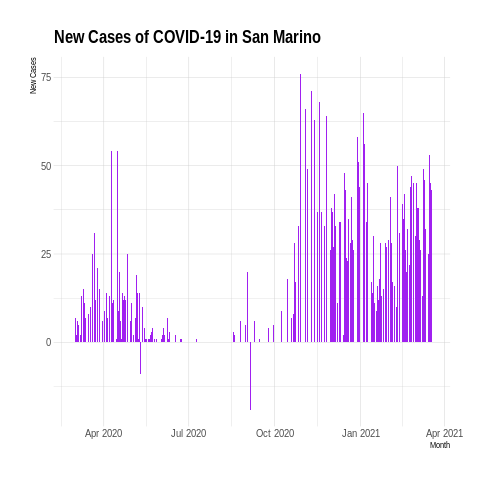 New Cases of COVID-19 in San Marino
New Cases
75
50
25
0
Apr 2020 Jul 2020 Oct 2020 Jan 2021 Apr 2021
Month